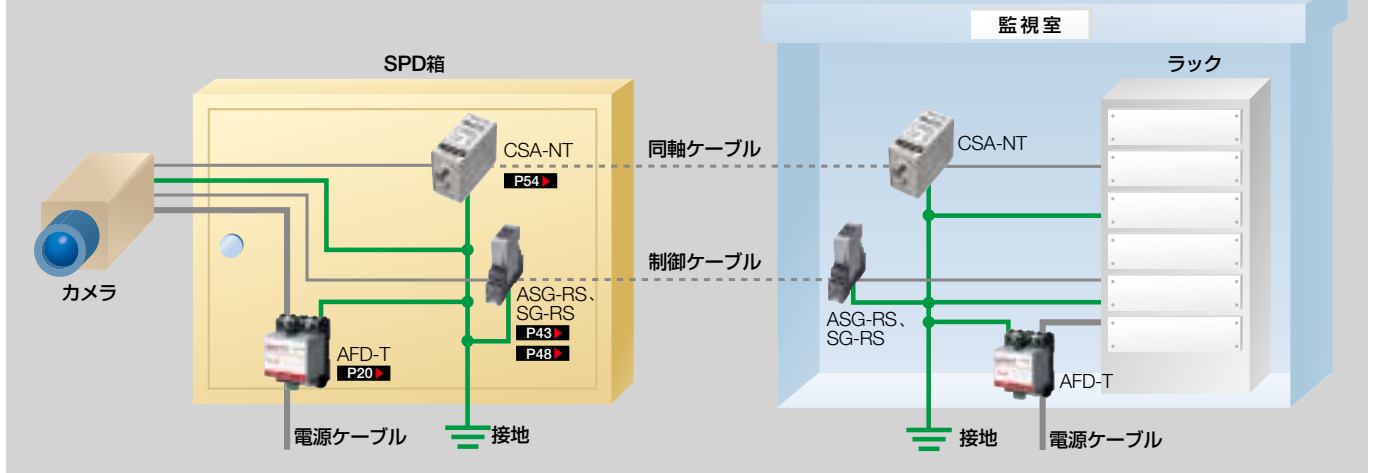 監視室
SPD箱
ラック
CSA-NT
P54
同軸ケーブル
CSA-NT
制御ケーブル
カメラ
ASG-RS、
SG-RS
P43
P48
ASG-RS、
SG-RS
AFD-T
P20
AFD-T
電源ケーブル
接地
接地
電源ケーブル